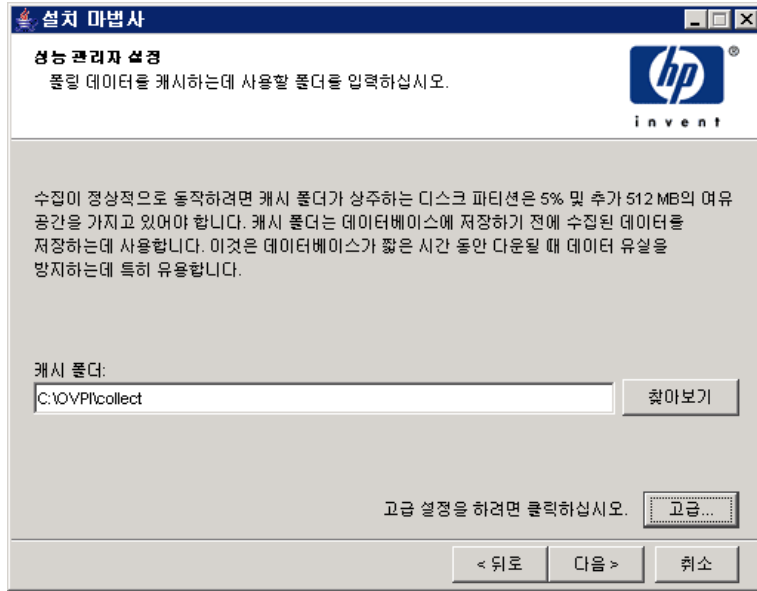 설치 마법사
성능 관리자 설정
폴링 데이터를 캐시하는데 사용할 폴더를 입력하십시오.
hp
®
invent
수집이 정상적으로 동작하려면 캐시 폴더가 상주하는 디스크 파티션은 5% 및 추가 512 MB의 여유
공간을 가지고 있어야 합니다. 캐시 폴더는 데이터베이스에 저장하기 전에 수집된 데이터를
저장하는데 사용합니다. 이것은 데이터베이스가 짧은 시간 동안 다운될 때 데이터 유실을
방지하는데 특히 유용합니다.
캐시 폴더:
C:\OVPI\collect
찾아보기
고급 설정을 하려면 클릭하십시오.
고급...
< 뒤로
다음 >
취소